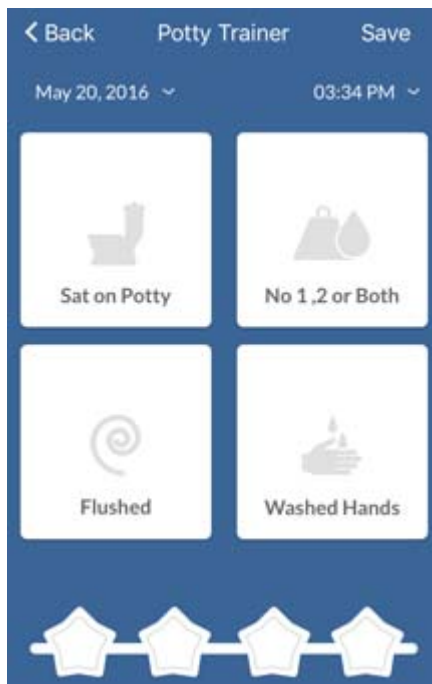 Back Potty Trainer Save
May 20, 2016 03:34 PM
Sat on Potty No 1 ,2 or Both
Flushed Washed Hands